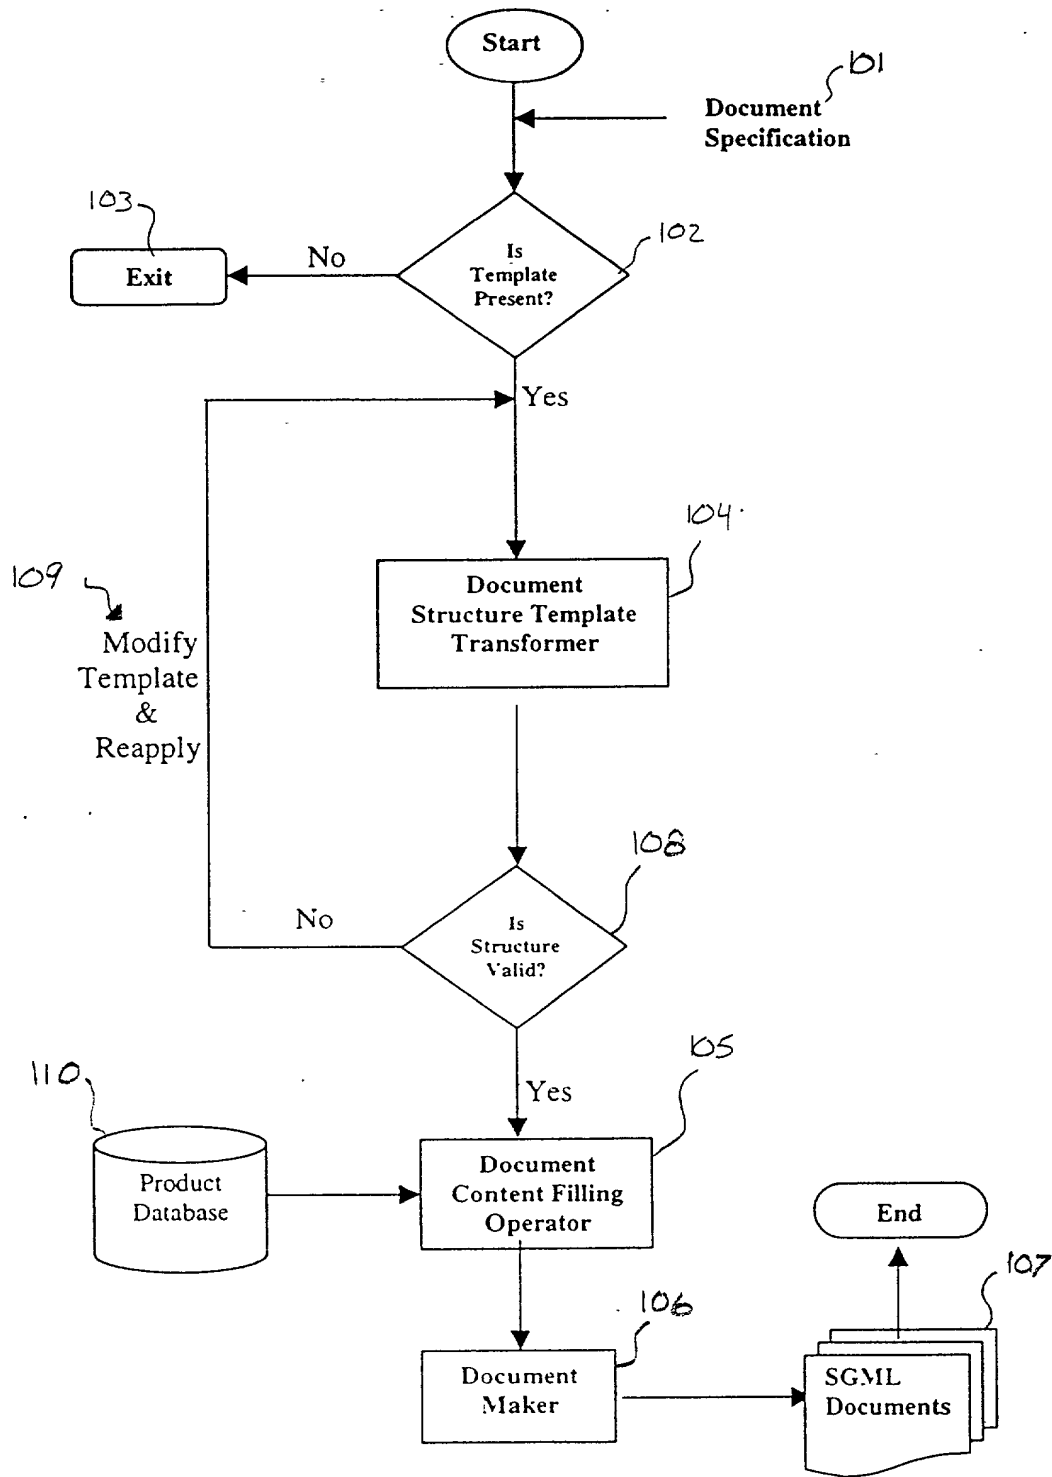 Start
101
Document
Specification
103
Exit
No
Is
Template
Present?
102
Yes
104
Document
Structure Template
Transformer
109
Modify
Template
&
Reapply
108
No
Is
Structure
Valid?
105
Yes
110
Product
Database
Document
Content Filling
Operator
End
107
106
Document
Maker
SGML
Documents